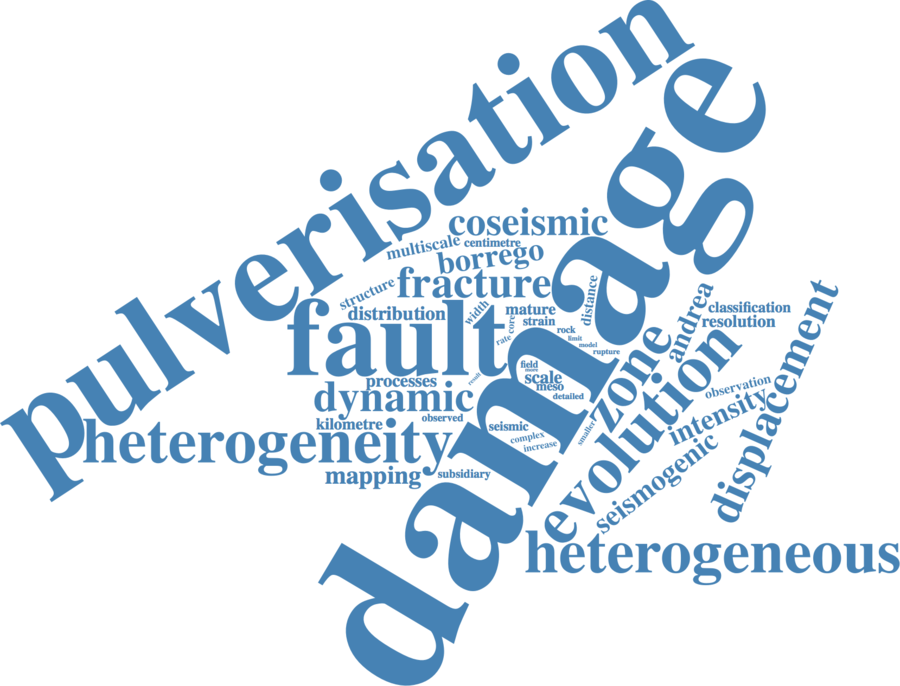 pulverisation
damage
coseismic
multiscale
centimetre
borrego
fracture
structure
width
distance
distribution
fault
mature
core
strain
rate
rock
limit
model
rupture
andrea
classification
resolution
displacement
zone
evolution
field
scale
meso
detailed
result
processes
dynamic
observed
observation
intensity
kilometre
heterogeneity
seismic
complex
increase
smaller
seismogenic
mapping
subsidiary
heterogeneous